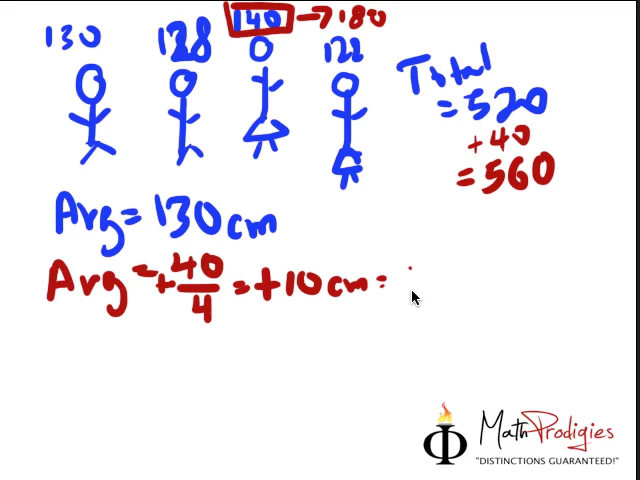 130 128 140 → 180 122
Total
= 520
+ 40
= 560
Avg = 130 cm
Avg = + 40/4 = + 10 cm =
Math Prodigies
"DISTINCTIONS GUARANTEED!"